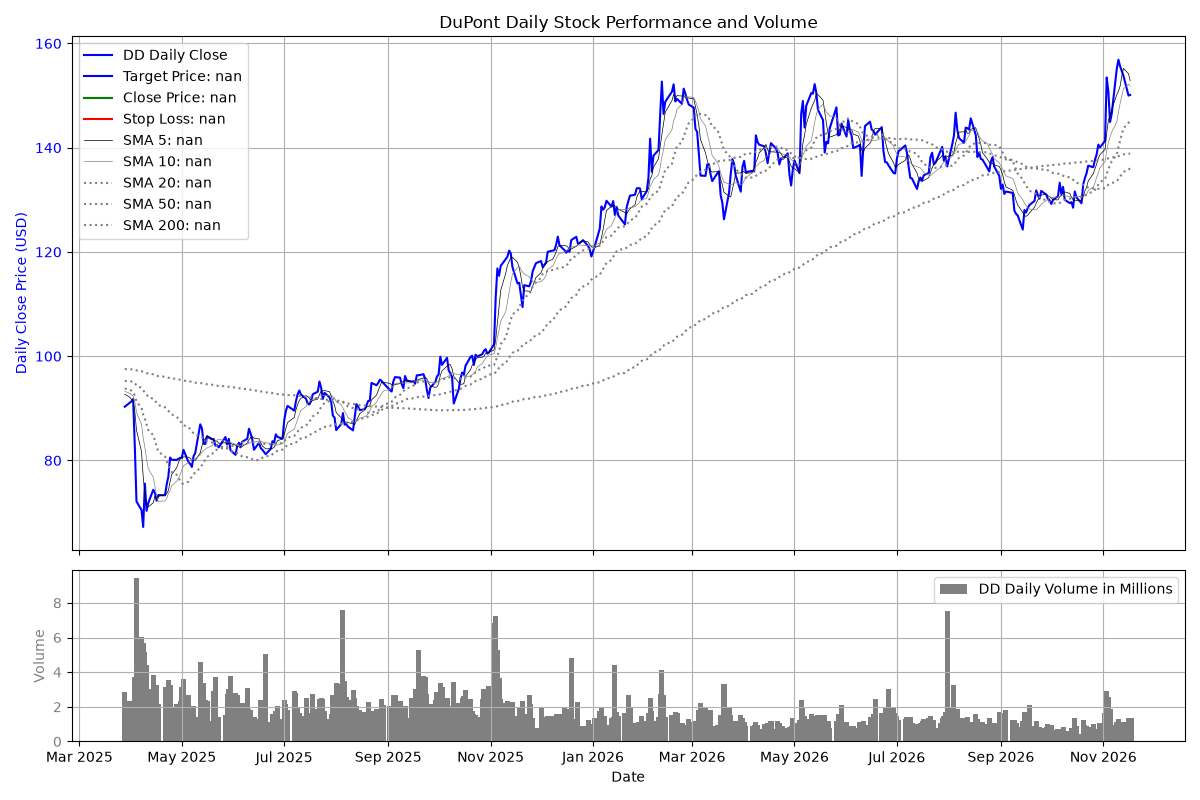 DuPont Daily Stock Performance and Volume
160
140
120
100
80
Daily Close Price (USD)
DD Daily Close
Target Price: nan
Close Price: nan
Stop Loss: nan
SMA 5: nan
SMA 10: nan
SMA 20: nan
SMA 50: nan
SMA 200: nan
8
6
4
2
0
Volume
DD Daily Volume in Millions
Mar 2025 May 2025 Jul 2025 Sep 2025 Nov 2025 Jan 2026 Mar 2026 May 2026 Jul 2026 Sep 2026 Nov 2026
Date